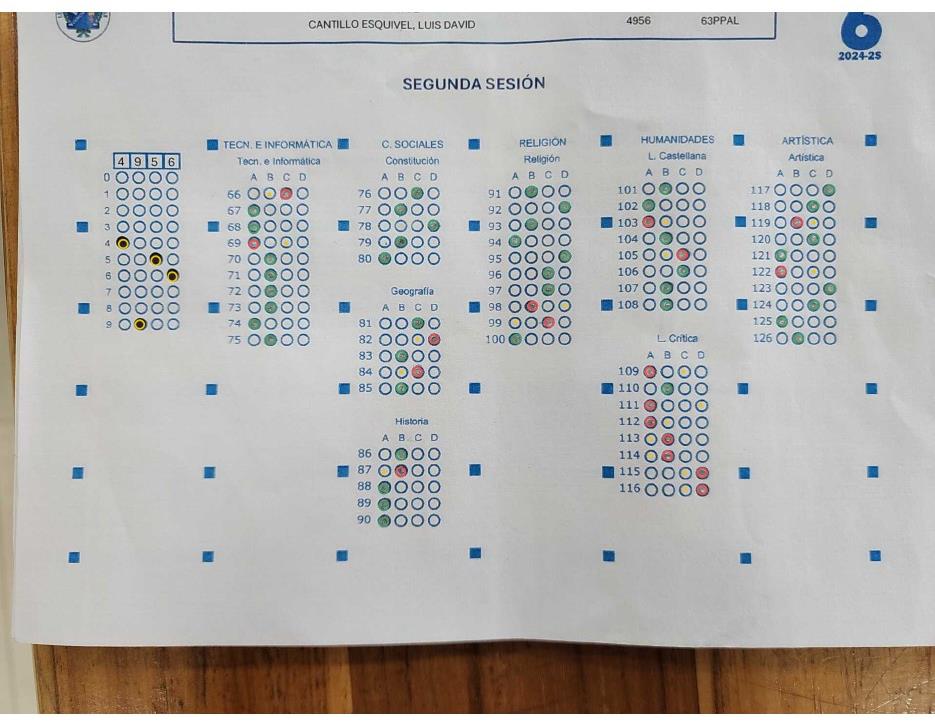 CANTILLO ESQUIVEL, LUIS DAVID 4956 63PPAL
6
2024-2S
SEGUNDA SESIÓN
4 9 5 6
0
1
2
3
4
5
6
7
8
9
TECN. E INFORMÁTICA
Tecn. e Informática
A B C D
66
67
68
69
70
71
72
73
74
75
C. SOCIALES
Constitución
A B C D
76
77
78
79
80
Geografía
A B C D
81
82
83
84
85
Historia
A B C D
86
87
88
89
90
RELIGIÓN
Religión
A B C D
91
92
93
94
95
96
97
98
99
100
HUMANIDADES
L. Castellana
A B C D
101
102
103
104
105
106
107
108
L. Crítica
A B C D
109
110
111
112
113
114
115
116
ARTÍSTICA
Artística
A B C D
117
118
119
120
121
122
123
124
125
126